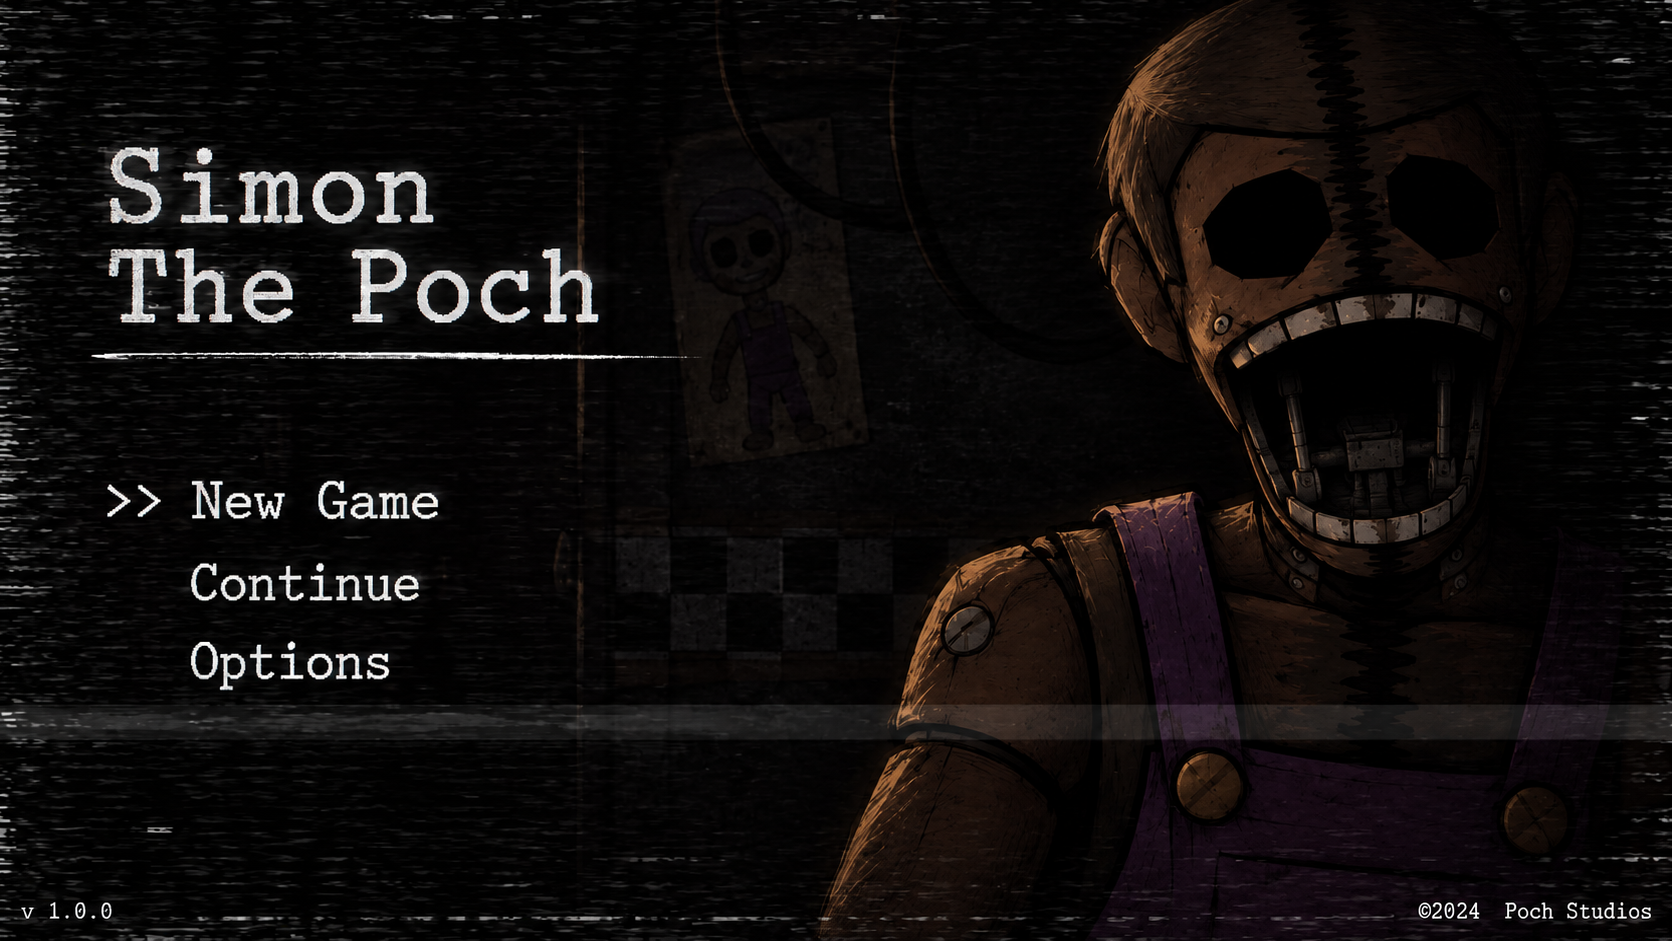 Simon
The Poch
>> New Game
Continue
Options
v 1.0.0
©2024 Poch Studios